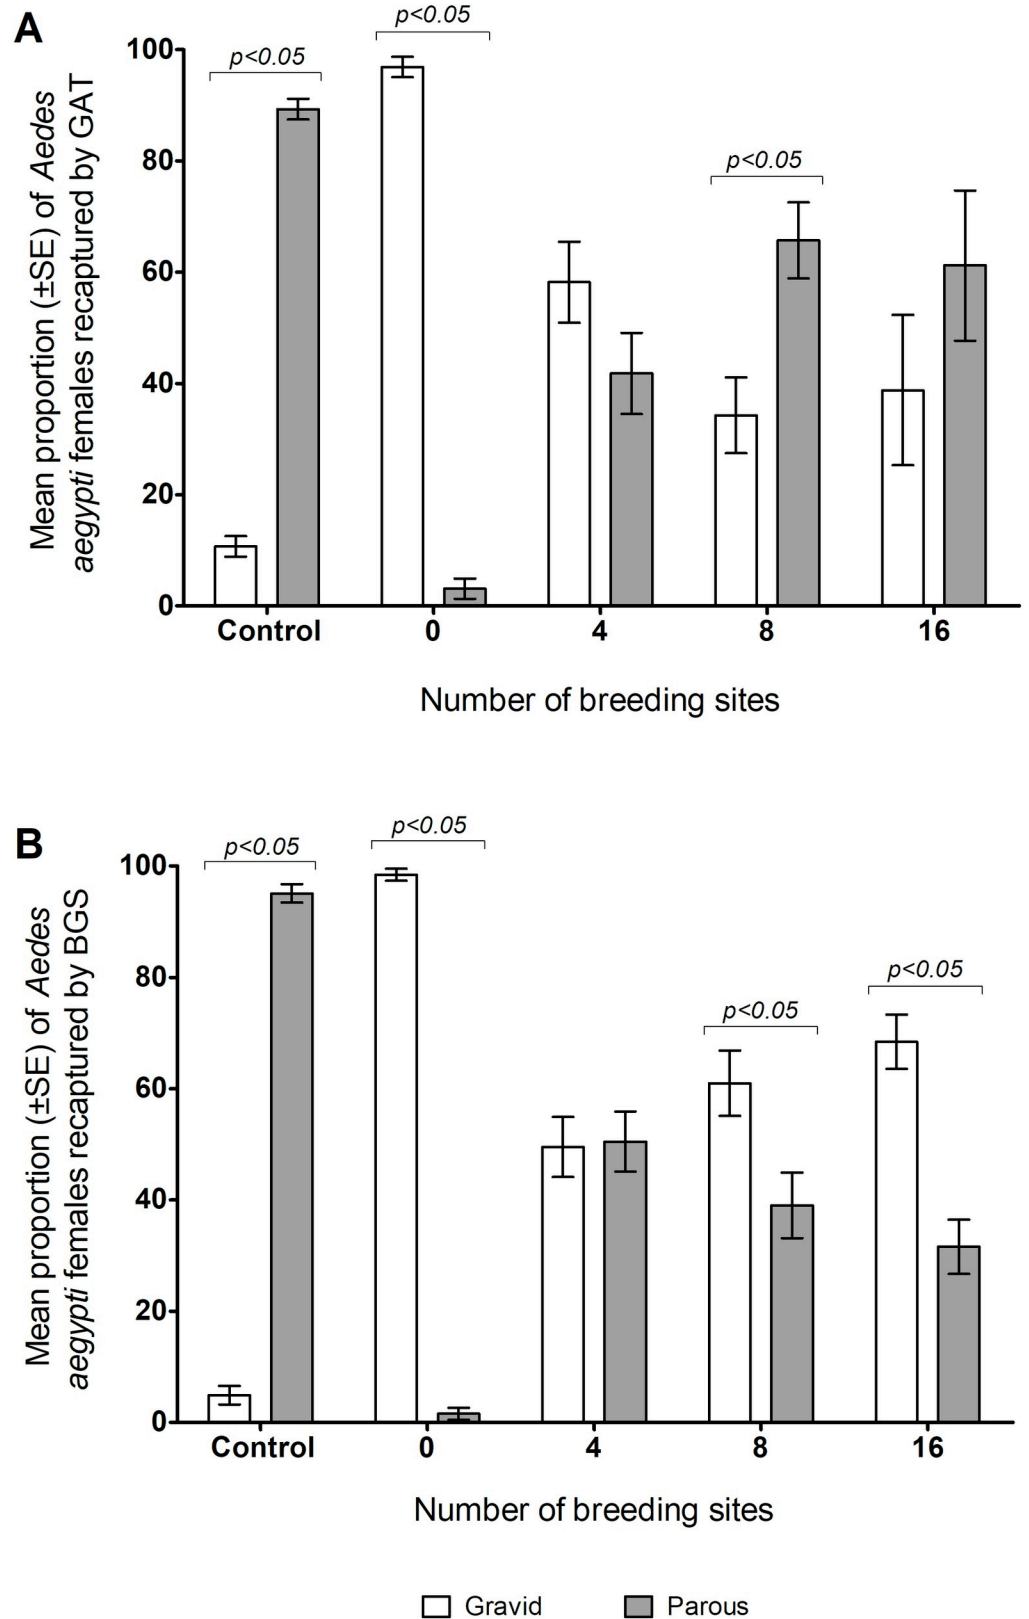 A
p<0.05
p<0.05
p<0.05
Mean proportion (±SE) of Aedes
aegypti females recaptured by GAT
100
80
60
40
20
0
Control 0 4 8 16
Number of breeding sites
B
p<0.05
p<0.05
p<0.05
p<0.05
Mean proportion (±SE) of Aedes
aegypti females recaptured by BGS
100
80
60
40
20
0
Control 0 4 8 16
Number of breeding sites
Gravid Parous